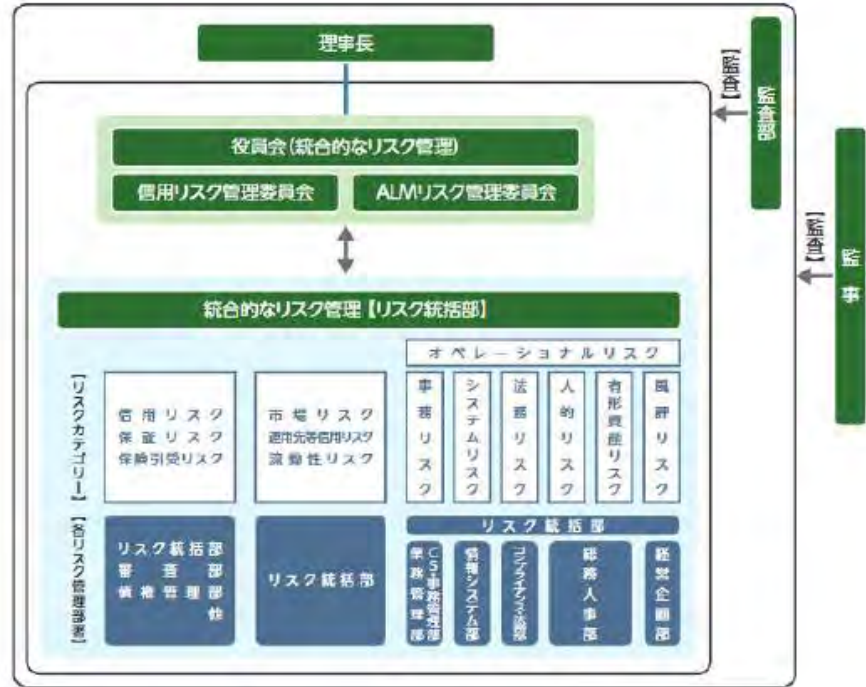 理事長
役員会(統合的なリスク管理)
信用リスク管理委員会
ALMリスク管理委員会
【監査】
監査部
【監査】
監事
統合的なリスク管理【リスク統括部】
【リスクカテゴリー】
信用リスク
保証リスク
保険引受リスク
市場リスク
運用先等信用リスク
流動性リスク
オペレーショナルリスク
事務リスク
システムリスク
法務リスク
人的リスク
有形資産リスク
風評リスク
【各リスク管理部署】
リスク統括部
審査部
債権管理部
他
リスク統括部
リスク統括部
CS・事務管理部
業務管理部
情報システム部
コンプライアンス・法務部
総務人事部
経営企画部